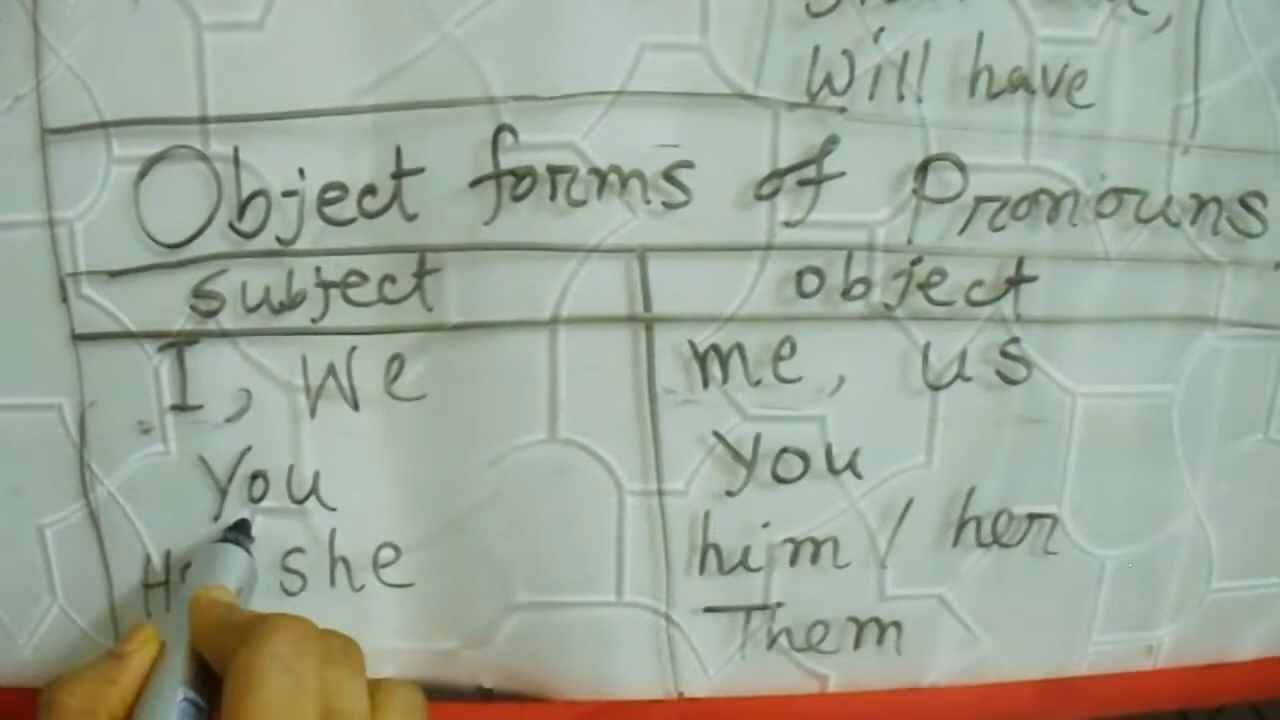 Will have
Object forms of Pronouns
subject object
I, We me, us
You You
she him / her
Them